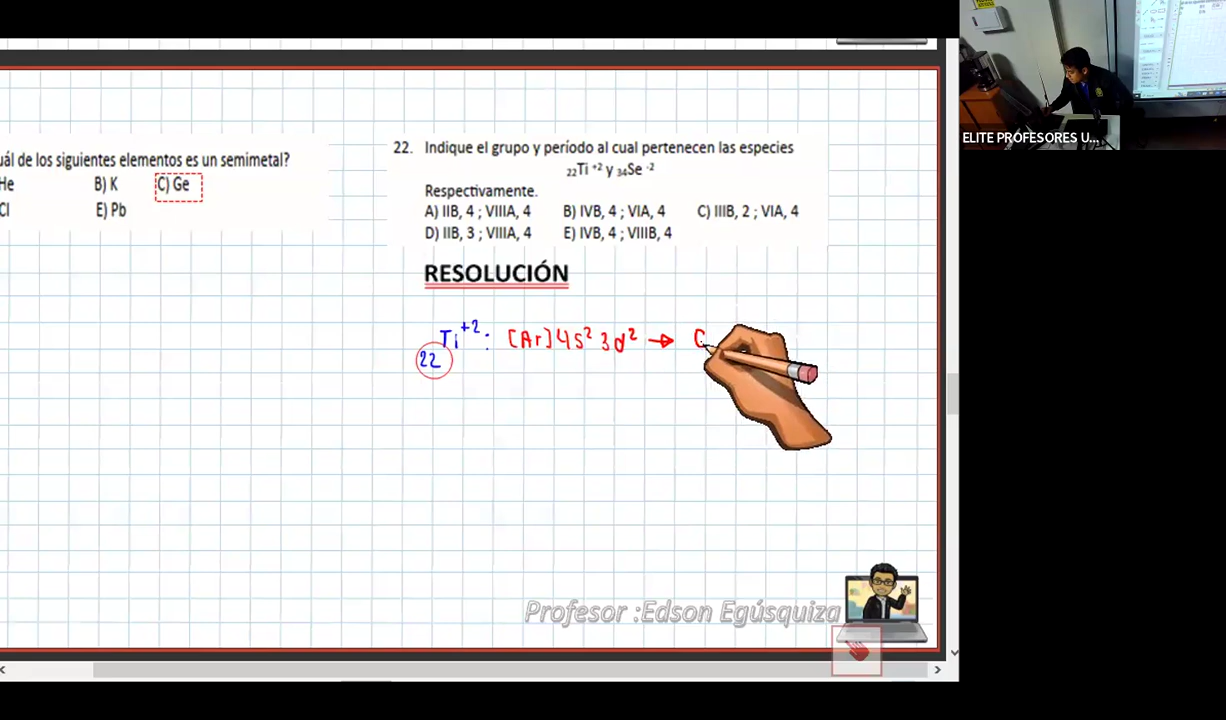 uál de los siguientes elementos es un semimetal?
He B) K C) Ge
Cl E) Pb
22. Indique el grupo y período al cual pertenecen las especies
₂₂Ti ⁺² y ₃₄Se ⁻²
Respectivamente.
A) IIB, 4 ; VIIIA, 4 B) IVB, 4 ; VIA, 4 C) IIIB, 2 ; VIA, 4
D) IIB, 3 ; VIIIA, 4 E) IVB, 4 ; VIIIB, 4
RESOLUCIÓN
₂₂Ti⁺² : [Ar] 4s² 3d² →
Profesor :Edson Egúsquiza
ELITE PROFESORES U...